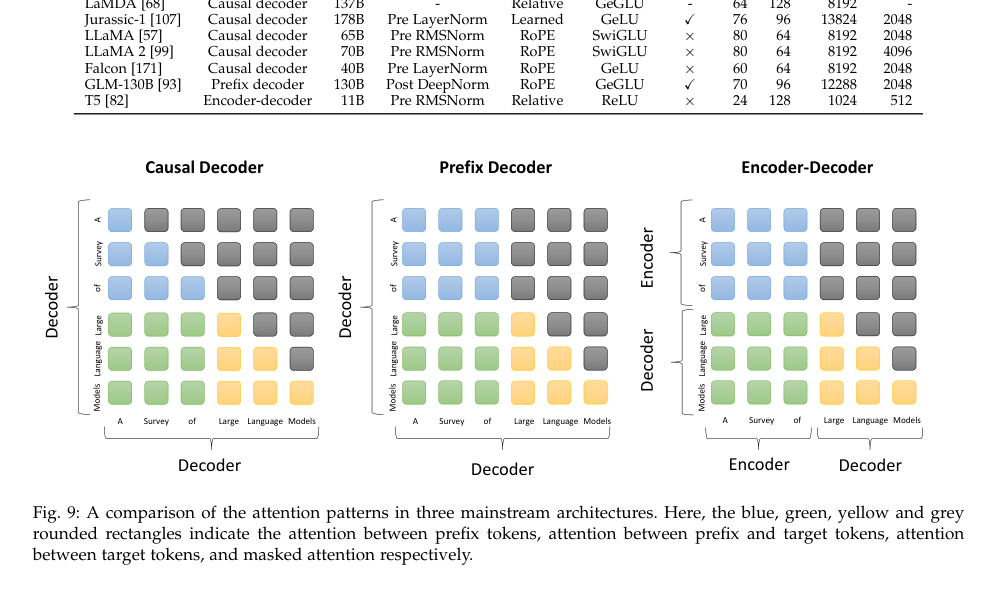 LaMDA [68] Causal decoder 137B - Relative GeGLU - 64 128 8192 -
Jurassic-1 [107] Causal decoder 178B Pre LayerNorm Learned GeLU ✓ 76 96 13824 2048
LLaMA [57] Causal decoder 65B Pre RMSNorm RoPE SwiGLU × 80 64 8192 2048
LLaMA 2 [99] Causal decoder 70B Pre RMSNorm RoPE SwiGLU × 80 64 8192 4096
Falcon [171] Causal decoder 40B Pre LayerNorm RoPE GeLU × 60 64 8192 2048
GLM-130B [93] Prefix decoder 130B Post DeepNorm RoPE GeGLU ✓ 70 96 12288 2048
T5 [82] Encoder-decoder 11B Pre RMSNorm Relative ReLU × 24 128 1024 512
Causal Decoder
Decoder
A
Survey
of
Large
Language
Models
A Survey of Large Language Models
Decoder
Prefix Decoder
Decoder
A
Survey
of
Large
Language
Models
A Survey of Large Language Models
Decoder
Encoder-Decoder
Encoder
Decoder
A
Survey
of
Large
Language
Models
A Survey of Large Language Models
Encoder Decoder
Fig. 9: A comparison of the attention patterns in three mainstream architectures. Here, the blue, green, yellow and grey
rounded rectangles indicate the attention between prefix tokens, attention between prefix and target tokens, attention
between target tokens, and masked attention respectively.